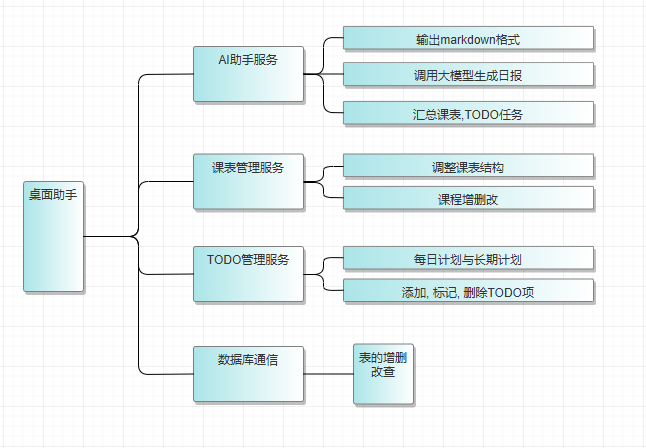 桌面助手
AI助手服务
输出markdown格式
调用大模型生成日报
汇总课表,TODO任务
课表管理服务
调整课表结构
课程增删改
TODO管理服务
每日计划与长期计划
添加, 标记, 删除TODO项
数据库通信
表的增删
改查